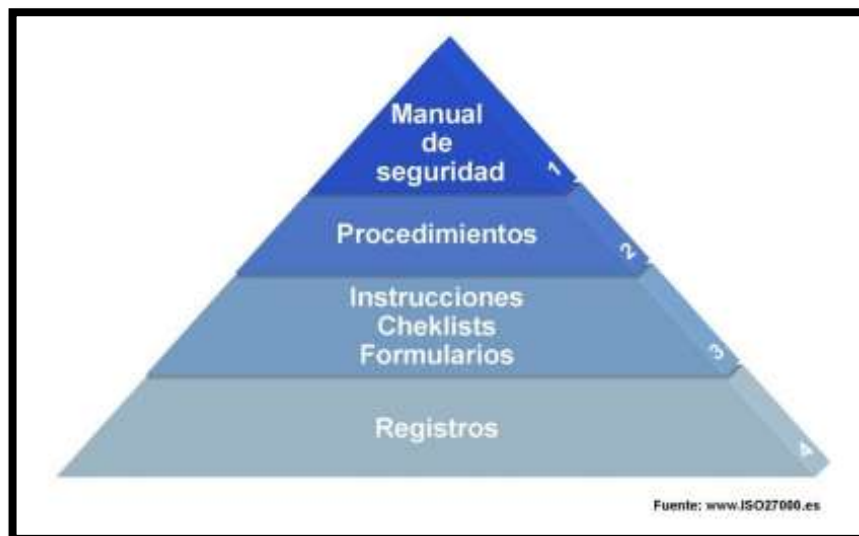 Manual
de
seguridad
1
Procedimientos
2
Instrucciones
Cheklists
Formularios
3
Registros
4
Fuente: www.ISO27000.es